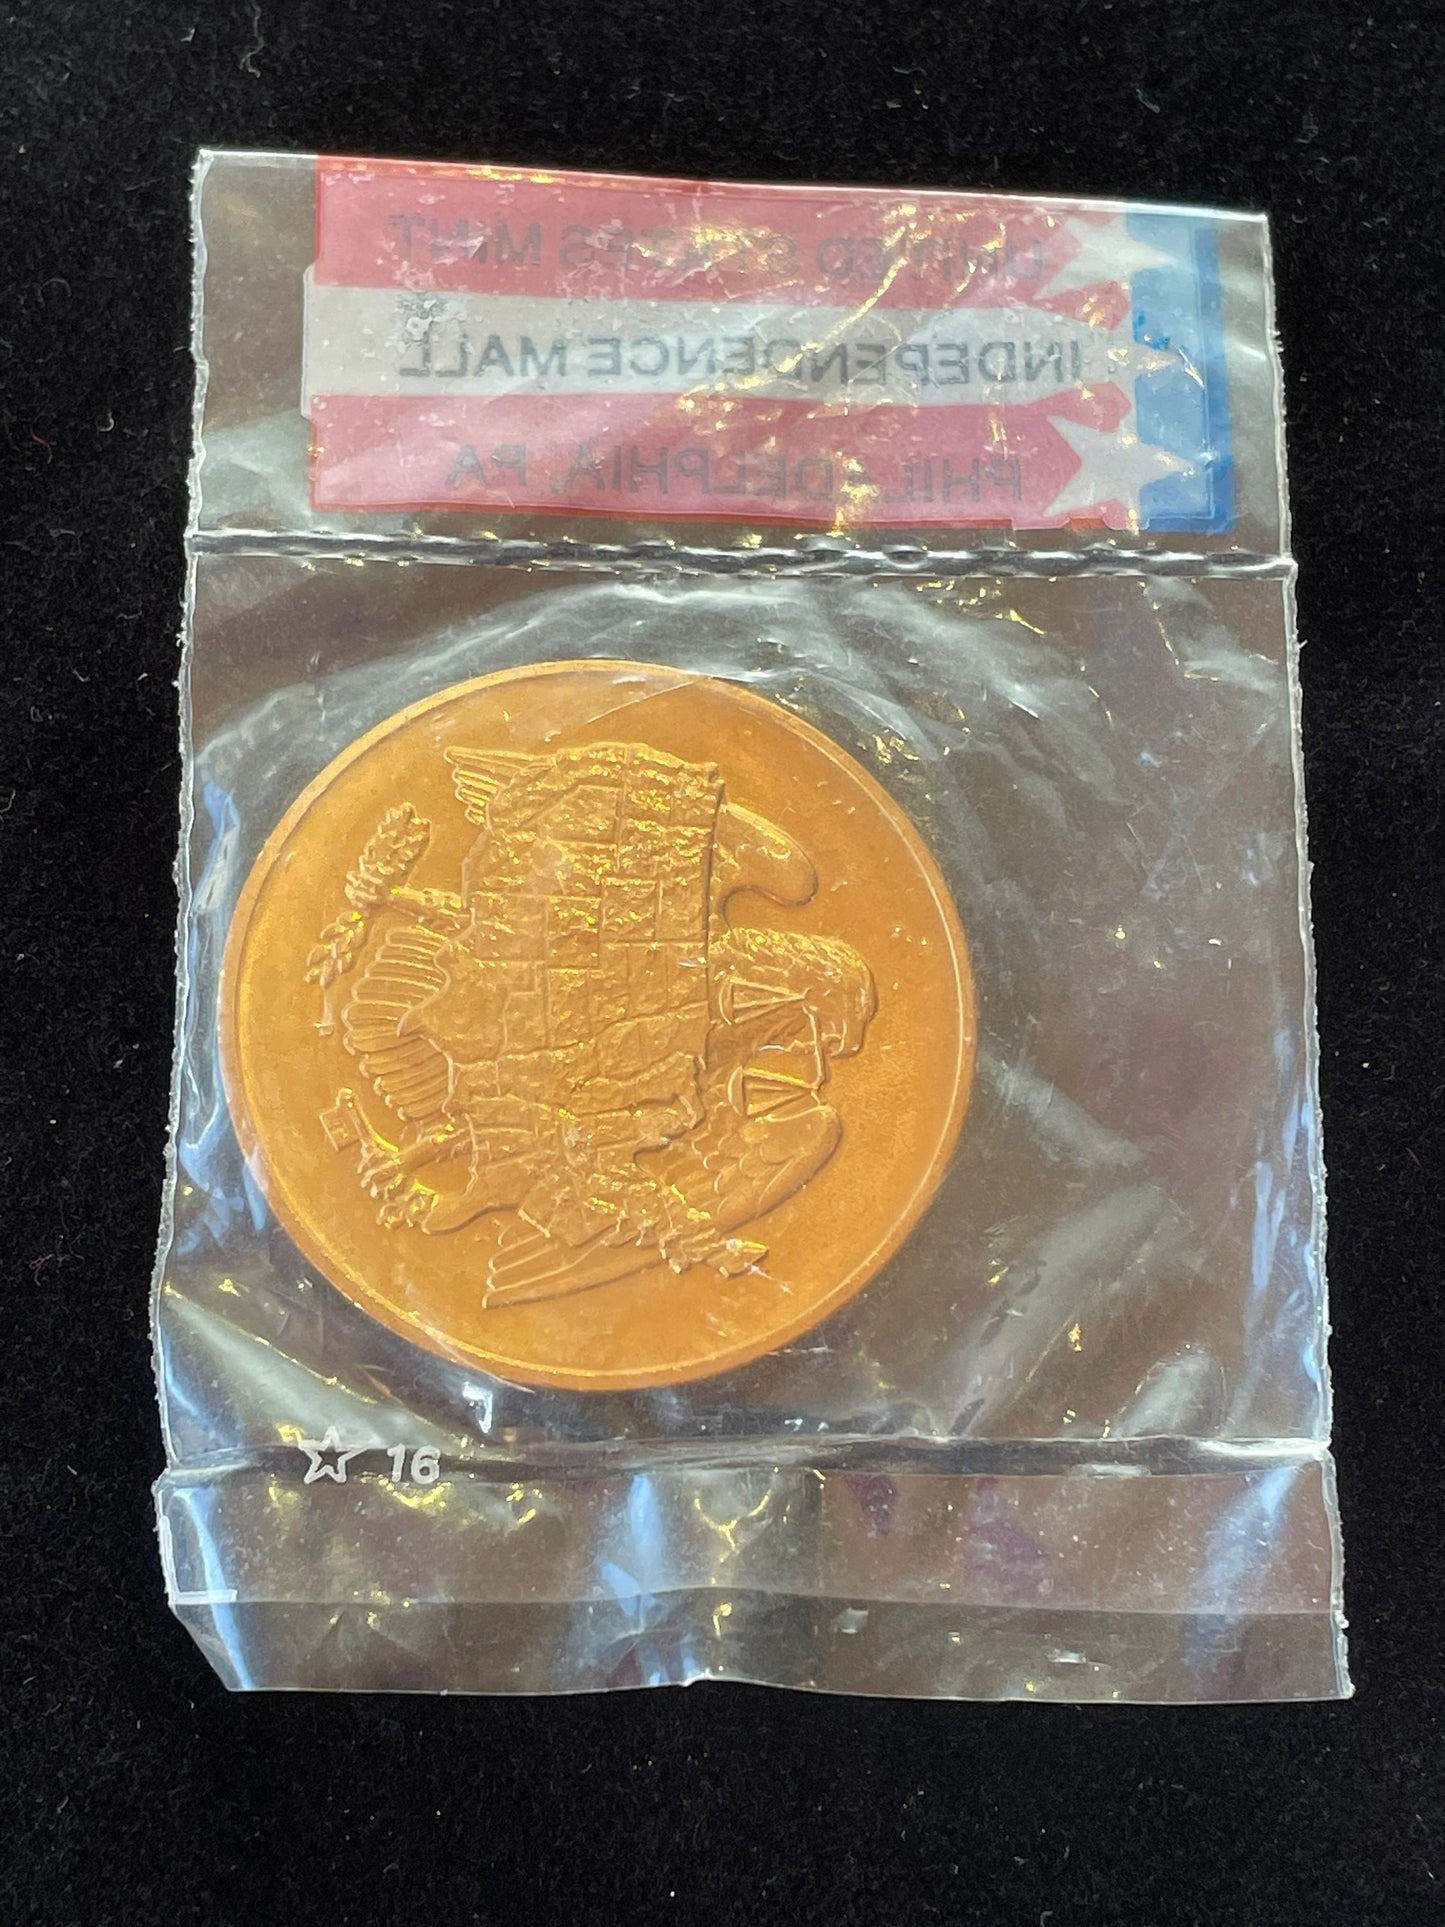 UNITED STATES MINT
INDEPENDENCE MALL
PHILADELPHIA, PA
☆ 16